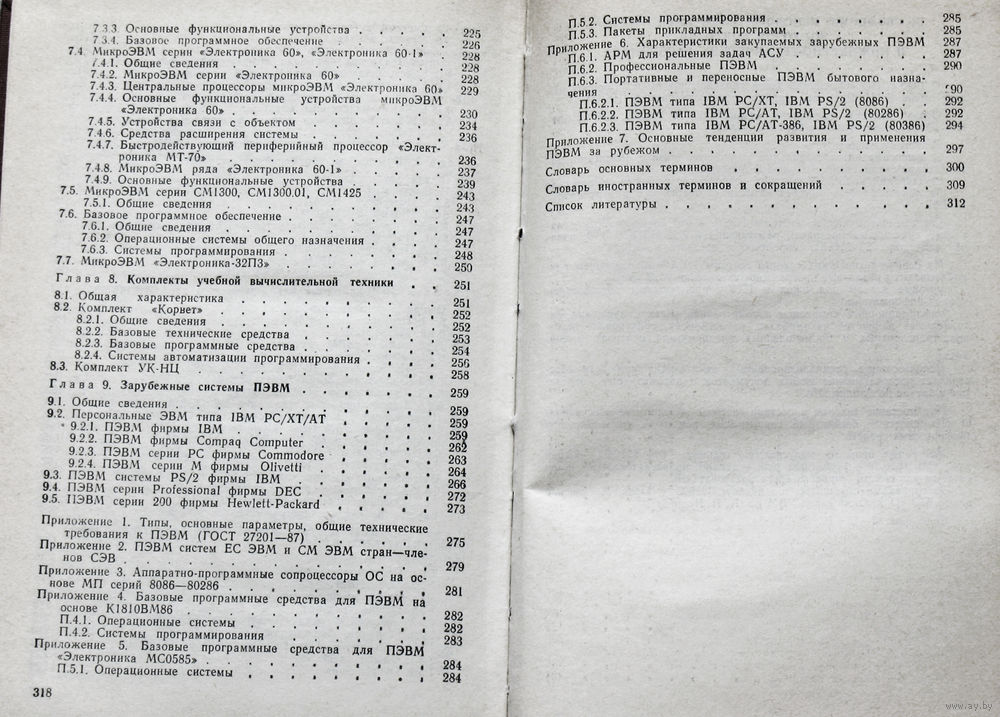 7.3.3. Основные функциональные устройства . . . . . 225
7.3.4. Базовое программное обеспечение . . . . . 226
7.4. МикроЭВМ серии «Электроника 60», «Электроника 60-1» . 228
7.4.1. Общие сведения . . . . . 228
7.4.2. МикроЭВМ серии «Электроника 60» . . . . 228
7.4.3. Центральные процессоры микроЭВМ «Электроника 60» 229
7.4.4. Основные функциональные устройства микроЭВМ
«Электроника 60» . . . . . 230
7.4.5. Устройства связи с объектом . . . . . 234
7.4.6. Средства расширения системы . . . . . 236
7.4.7. Быстродействующий периферийный процессор «Элект-
роника МТ-70» . . . . . 236
7.4.8. МикроЭВМ ряда «Электроника 60-1» . . . . . 237
7.4.9. Основные функциональные устройства . . . . . 239
7.5. МикроЭВМ серии СМ1300, СМ1300.01, СМ1425 . . . . 243
7.5.1. Общие сведения . . . . . 243
7.6. Базовое программное обеспечение . . . . . 247
7.6.1. Общие сведения . . . . . 247
7.6.2. Операционные системы общего назначения . . . . 247
7.6.3. Системы программирования . . . . . 248
7.7. МикроЭВМ «Электроника-32ПЗ» . . . . . 250
Глава 8. Комплекты учебной вычислительной техники . . 251
8.1. Общая характеристика . . . . . 251
8.2. Комплект «Корвет» . . . . . 252
8.2.1. Общие сведения . . . . . 252
8.2.2. Базовые технические средства . . . . . 253
8.2.3. Базовые программные средства . . . . . 254
8.2.4. Системы автоматизации программирования . . . . 256
8.3. Комплект УК-НЦ . . . . . 258
Глава 9. Зарубежные системы ПЭВМ . . . . . 259
9.1. Общие сведения . . . . . 259
9.2. Персональные ЭВМ типа IBM PC/XT/AT . . . . . 259
9.2.1. ПЭВМ фирмы IBM . . . . . 259
9.2.2. ПЭВМ фирмы Compaq Computer . . . . . 262
9.2.3. ПЭВМ серии PC фирмы Commodore . . . . . 263
9.2.4. ПЭВМ серии M фирмы Olivetti . . . . . 264
9.3. ПЭВМ системы PS/2 фирмы IBM . . . . . 266
9.4. ПЭВМ серии Professional фирмы DEC . . . . . 272
9.5. ПЭВМ серии 200 фирмы Hewlett-Packard . . . . . 273
Приложение 1. Типы, основные параметры, общие технические
требования к ПЭВМ (ГОСТ 27201—87) . . . . . 275
Приложение 2. ПЭВМ систем ЕС ЭВМ и СМ ЭВМ стран—чле-
нов СЭВ . . . . . 279
Приложение 3. Аппаратно-программные сопроцессоры ОС на ос-
нове МП серий 8086—80286 . . . . . 281
Приложение 4. Базовые программные средства для ПЭВМ на
основе К1810ВМ86 . . . . . 282
П.4.1. Операционные системы . . . . . 282
П.4.2. Системы программирования . . . . . 283
Приложение 5. Базовые программные средства для ПЭВМ
«Электроника МС0585» . . . . . 284
П.5.1. Операционные системы . . . . . 284
318
П.5.2. Системы программирования . . . . . 285
П.5.3. Пакеты прикладных программ . . . . . 285
Приложение 6. Характеристики закупаемых зарубежных ПЭВМ 287
П.6.1. АРМ для решения задач АСУ . . . . . 287
П.6.2. Профессиональные ПЭВМ . . . . . 290
П.6.3. Портативные и переносные ПЭВМ бытового назна-
чения . . . . . 290
П.6.2.1. ПЭВМ типа IBM PC/XT, IBM PS/2 (8086) . . 292
П.6.2.2. ПЭВМ типа IBM PC/AT, IBM PS/2 (80286) . 292
П.6.2.3. ПЭВМ типа IBM PC/AT-386, IBM PS/2 (80386) 294
Приложение 7. Основные тенденции развития и применения
ПЭВМ за рубежом . . . . . 297
Словарь основных терминов . . . . . 300
Словарь иностранных терминов и сокращений . . . . 309
Список литературы . . . . . 312
www.ay.by